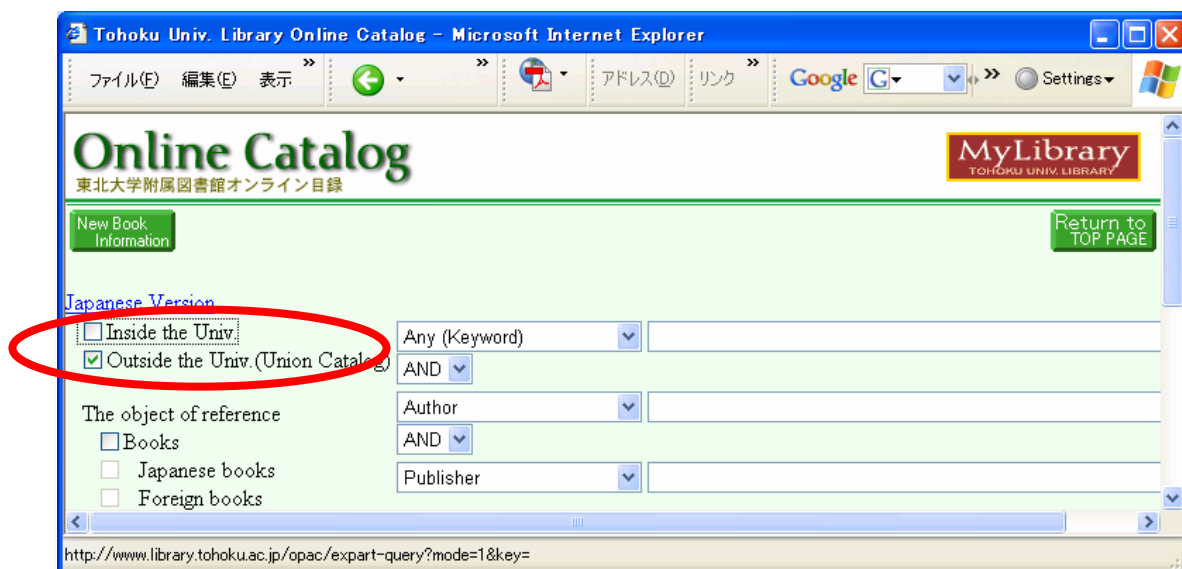 Tohoku Univ. Library Online Catalog - Microsoft Internet Explorer
ファイル(F) 編集(E) 表示 » » アドレス(D) リンク » Google G » Settings
Online Catalog
東北大学附属図書館オンライン目録
MyLibrary
TOHOKU UNIV. LIBRARY
New Book
Information
Return to
TOP PAGE
Japanese Version
Inside the Univ.
Any (Keyword)
Outside the Univ.(Union Catalog)
AND
The object of reference
Author
Books
AND
Japanese books
Publisher
Foreign books
http://www.library.tohoku.ac.jp/opac/expart-query?mode=1&key=